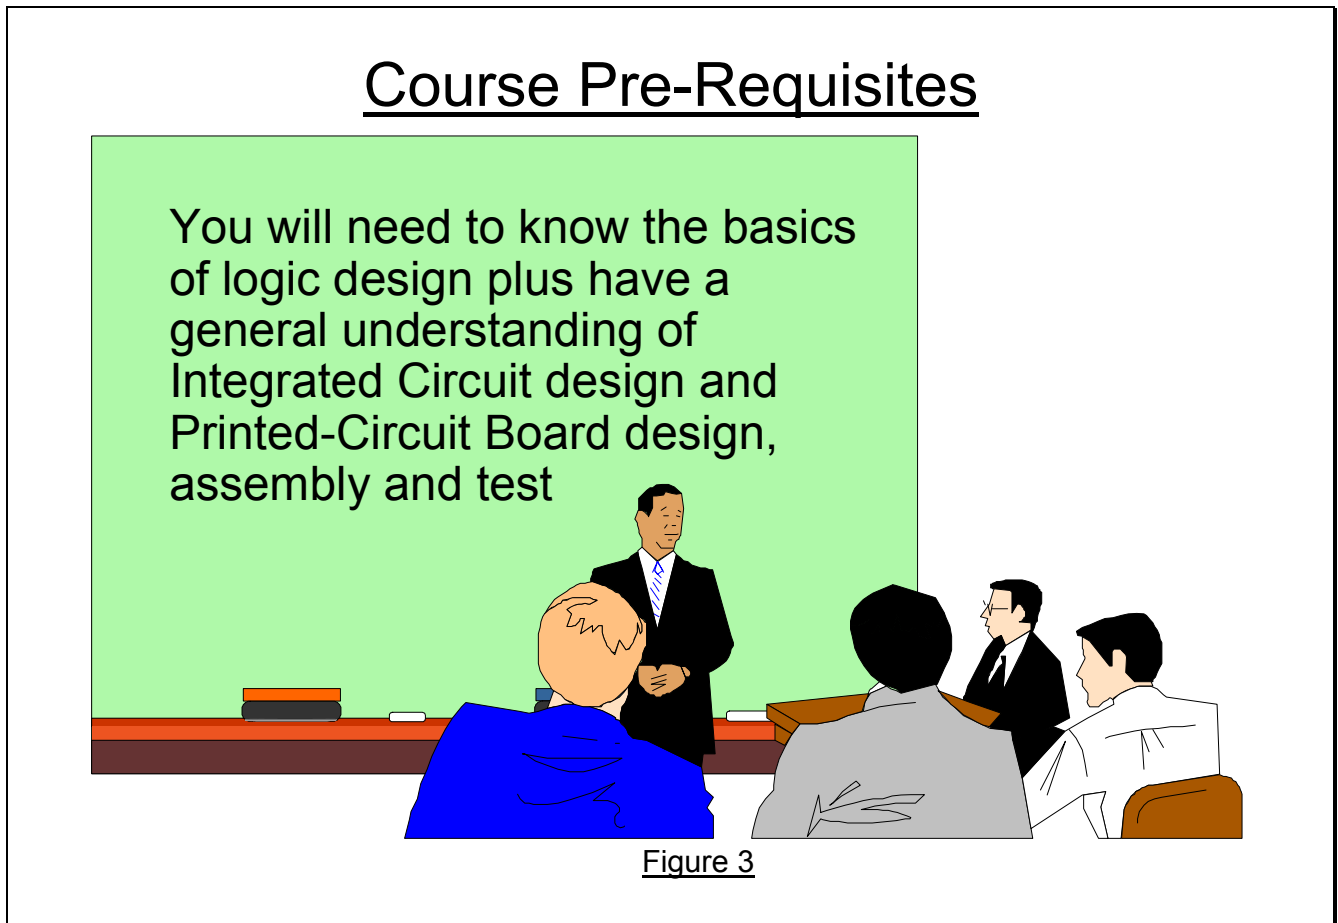 Course Pre-Requisites
You will need to know the basics
of logic design plus have a
general understanding of
Integrated Circuit design and
Printed-Circuit Board design,
assembly and test
Figure 3